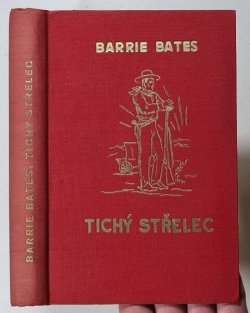 BARRIE BATES: TICHÝ STŘELEC
BARRIE BATES
TICHÝ STŘELEC